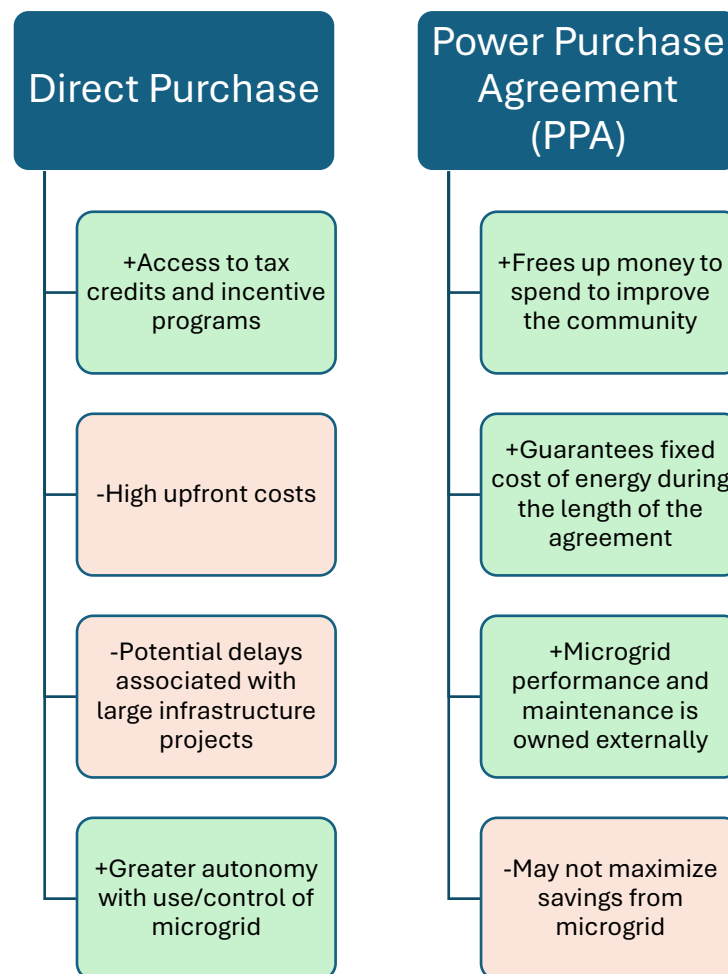 Direct Purchase
+Access to tax
credits and incentive
programs
-High upfront costs
-Potential delays
associated with
large infrastructure
projects
+Greater autonomy
with use/control of
microgrid
Power Purchase
Agreement
(PPA)
+Frees up money to
spend to improve
the community
+Guarantees fixed
cost of energy during
the length of the
agreement
+Microgrid
performance and
maintenance is
owned externally
-May not maximize
savings from
microgrid